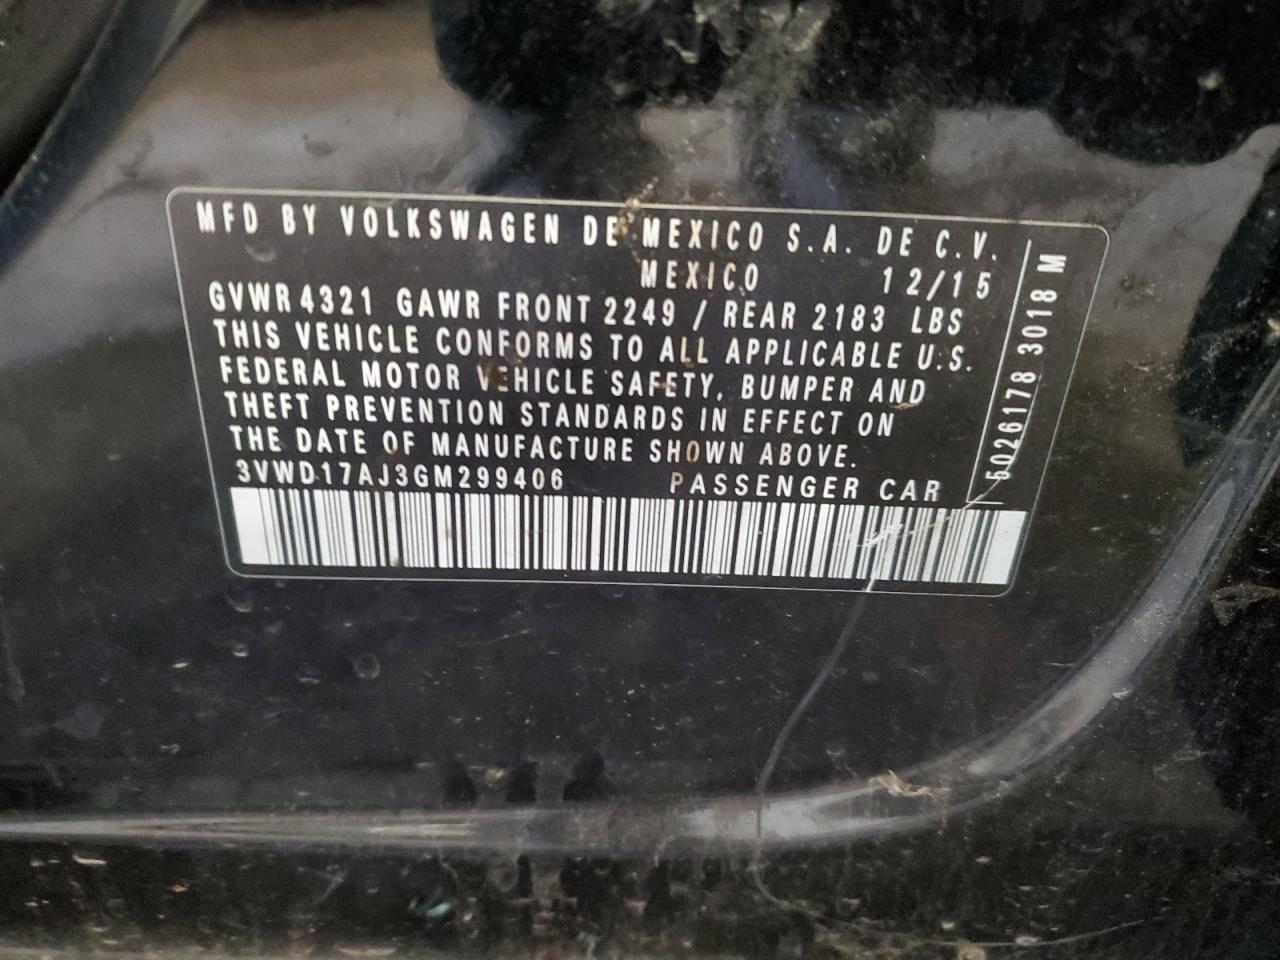 MFD BY VOLKSWAGEN DE MEXICO S.A. DE C.V.
MEXICO 12/15
GVWR 4321 GAWR FRONT 2249 / REAR 2183 LBS
THIS VEHICLE CONFORMS TO ALL APPLICABLE U.S.
FEDERAL MOTOR VEHICLE SAFETY, BUMPER AND
THEFT PREVENTION STANDARDS IN EFFECT ON
THE DATE OF MANUFACTURE SHOWN ABOVE.
3VWD17AJ3GM299406 PASSENGER CAR
5026178 3018 M